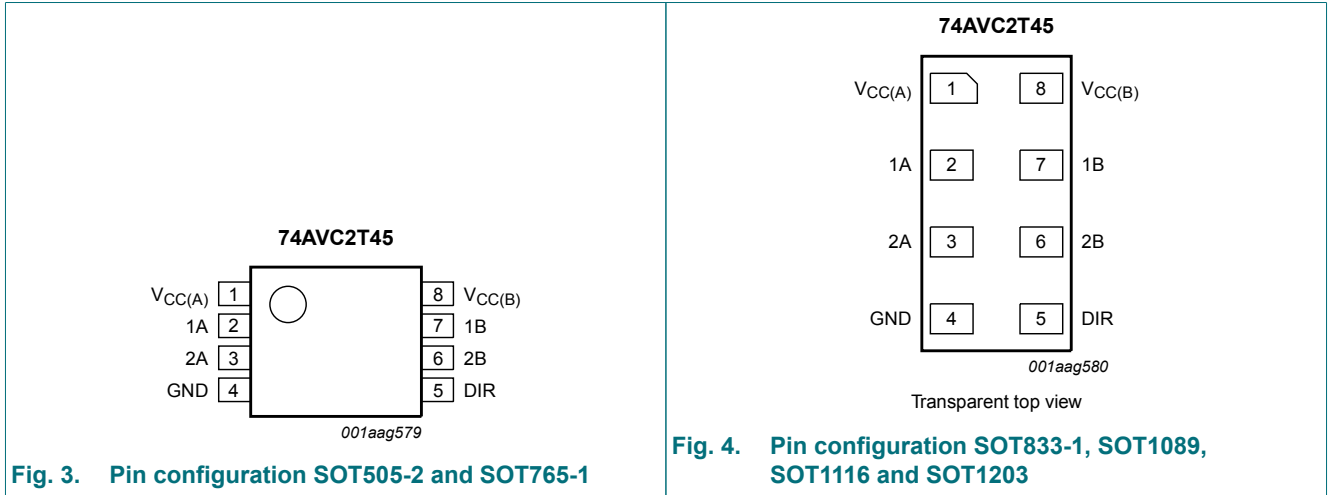 74AVC2T45
VCC(A) 1 8 VCC(B)
1A 2 7 1B
2A 3 6 2B
GND 4 5 DIR
001aag579
Fig. 3. Pin configuration SOT505-2 and SOT765-1
74AVC2T45
VCC(A) 1 8 VCC(B)
1A 2 7 1B
2A 3 6 2B
GND 4 5 DIR
001aag580
Transparent top view
Fig. 4. Pin configuration SOT833-1, SOT1089,
SOT1116 and SOT1203